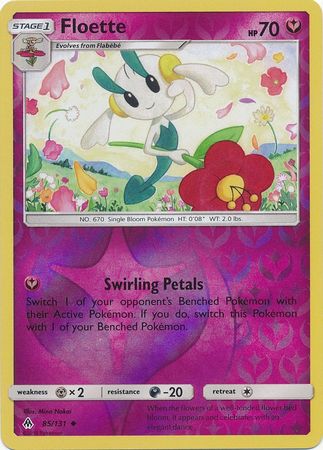 STAGE 1 Floette HP 70
Evolves from Flabébé
NO. 670 Single Bloom Pokémon HT: 0'08" WT: 2.0 lbs.
Swirling Petals
Switch 1 of your opponent's Benched Pokémon with
their Active Pokémon. If you do, switch this Pokémon
with 1 of your Benched Pokémon.
weakness × 2 resistance -20 retreat
Illus. Mina Nakai
85/131
When the flowers of a well-tended flower bed
bloom, it appears and celebrates with an
elegant dance.